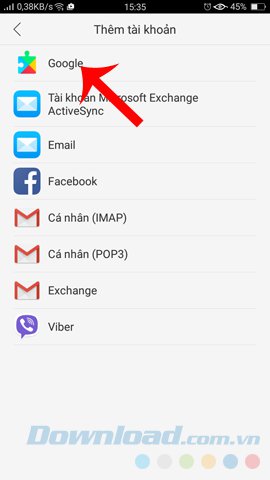 0,38K/s 15:35 45%
Thêm tài khoản
Google
Tài khoản Microsoft Exchange
ActiveSync
Email
Facebook
Cá nhân (IMAP)
Cá nhân (POP3)
Exchange
Viber
Download.com.vn